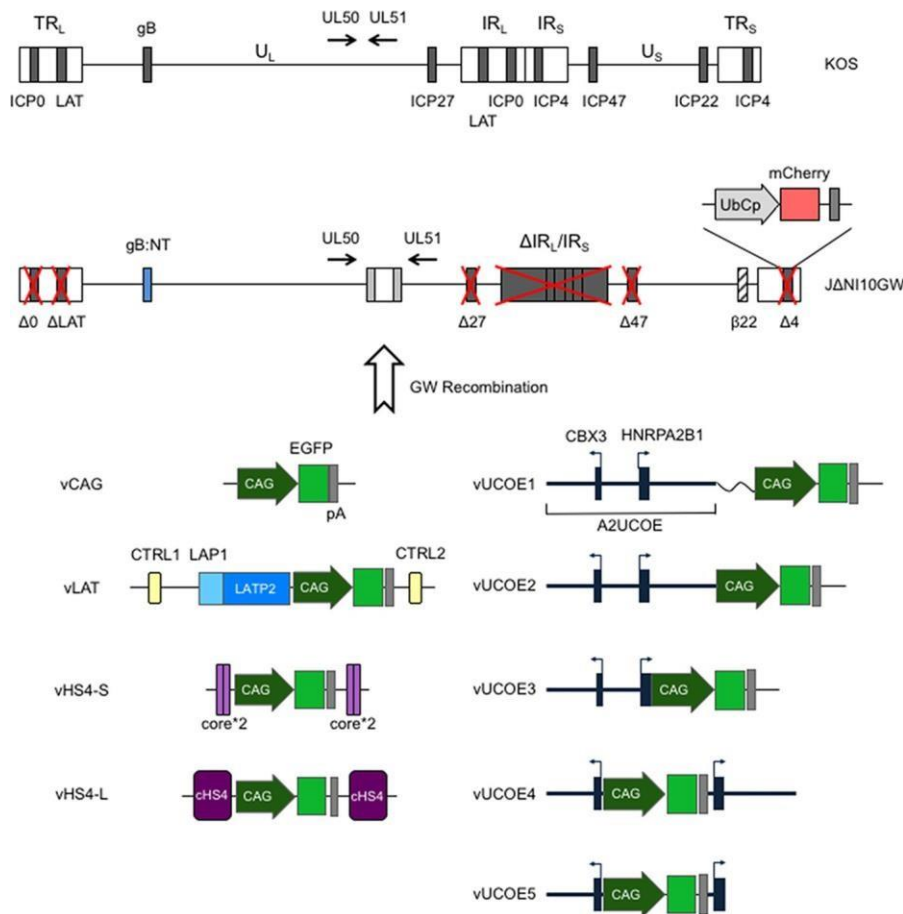 UL50 UL51
TRL gB UL IRL IRS US TRS
KOS
ICP0 LAT ICP27 ICP0 ICP4 ICP47 ICP22 ICP4
LAT
mCherry
UbCp
gB:NT UL50 UL51 ΔIRL/IRS
JΔNI10GW
Δ0 ΔLAT Δ27 Δ47 β22 Δ4
GW Recombination
EGFP
vCAG CAG
pA
CTRL1 LAP1 CTRL2
vLAT LATP2 CAG
vHS4-S CAG
core*2 core*2
vHS4-L cHS4 CAG cHS4
CBX3 HNRPA2B1
vUCOE1 CAG
A2UCOE
vUCOE2 CAG
vUCOE3 CAG
vUCOE4 CAG
vUCOE5 CAG